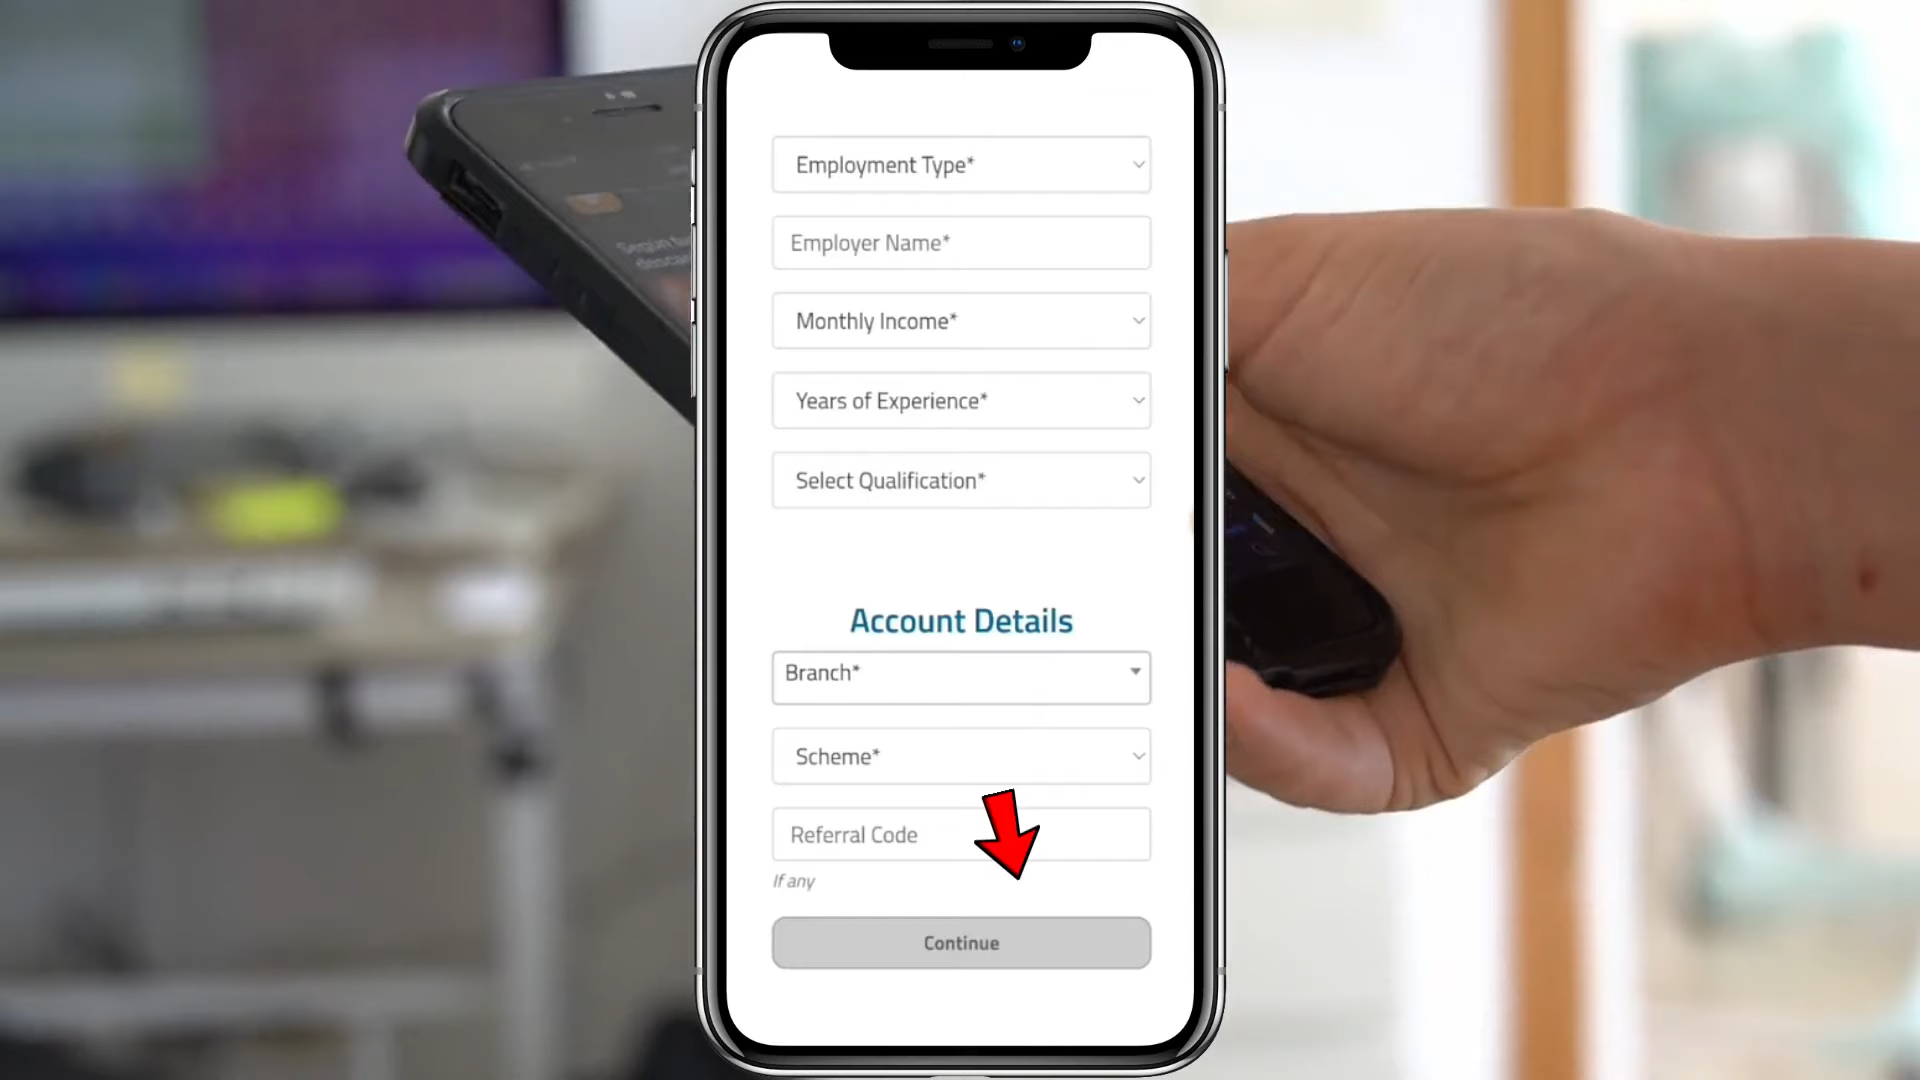 Employment Type*
Employer Name*
Monthly Income*
Years of Experience*
Select Qualification*
Account Details
Branch*
Scheme*
Referral Code
If any
Continue